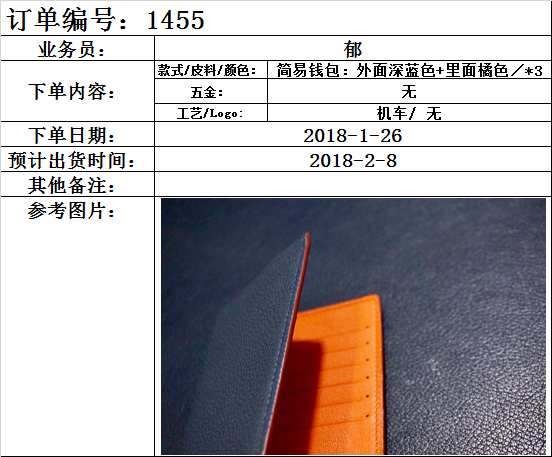 订单编号：1455
业务员： 郁
下单内容： 款式/皮料/颜色： 简易钱包：外面深蓝色+里面橘色／*3
五金： 无
工艺/Logo: 机车/ 无
下单日期： 2018-1-26
预计出货时间： 2018-2-8
其他备注：
参考图片：